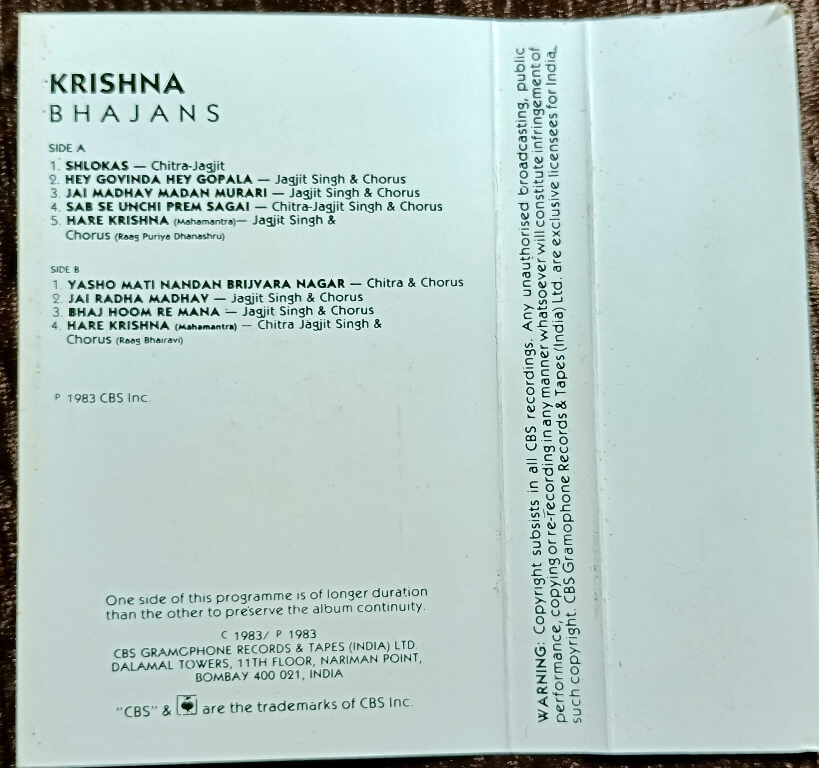 KRISHNA
BHAJANS
SIDE A
1. SHLOKAS — Chitra-Jagjit
2. HEY GOVINDA HEY GOPALA — Jagjit Singh & Chorus
3. JAI MADHAV MADAN MURARI — Jagjit Singh & Chorus
4. SAB SE UNCHI PREM SAGAI — Chitra-Jagjit Singh & Chorus
5. HARE KRISHNA (Mahamantra)— Jagjit Singh &
Chorus (Raag Puriya Dhanashru)
SIDE B
1. YASHO MATI NANDAN BRIJVARA NAGAR — Chitra & Chorus
2. JAI RADHA MADHAV — Jagjit Singh & Chorus
3. BHAJ HOOM RE MANA — Jagjit Singh & Chorus
4. HARE KRISHNA (Mahamantra) — Chitra Jagjit Singh &
Chorus (Raag Bhairavi)
P 1983 CBS Inc.
One side of this programme is of longer duration
than the other to preserve the album continuity.
C 1983/ P 1983
CBS GRAMOPHONE RECORDS & TAPES (INDIA) LTD.
DALAMAL TOWERS, 11TH FLOOR, NARIMAN POINT,
BOMBAY 400 021, INDIA
"CBS" & are the trademarks of CBS Inc.
WARNING: Copyright subsists in all CBS recordings. Any unauthorised broadcasting, public
performance, copying or re-recording in any manner whatsoever will constitute infringement of
such copyright. CBS Gramophone Records & Tapes (India) Ltd. are exclusive licensees for India.